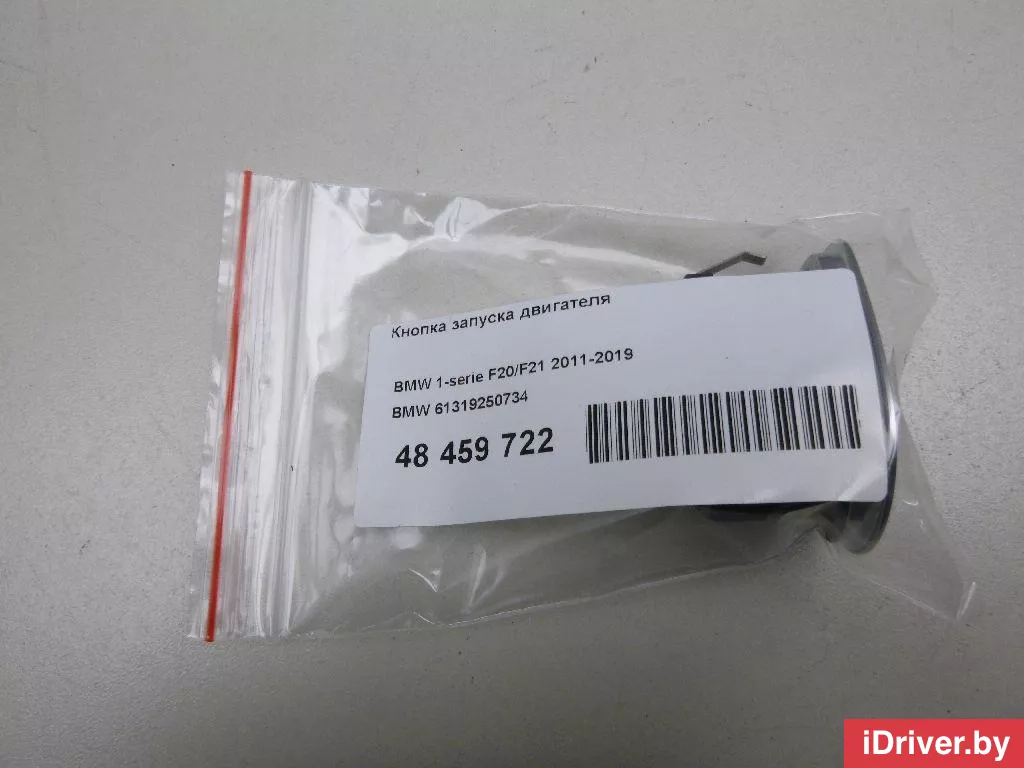 Кнопка запуска двигателя
BMW 1-serie F20/F21 2011-2019
BMW 61319250734
48 459 722
iDriver.by